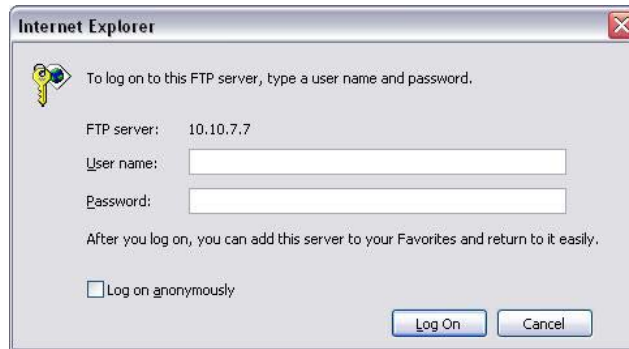 Internet Explorer
To log on to this FTP server, type a user name and password.
FTP server: 10.10.7.7
User name:
Password:
After you log on, you can add this server to your Favorites and return to it easily.
Log on anonymously
Log On Cancel